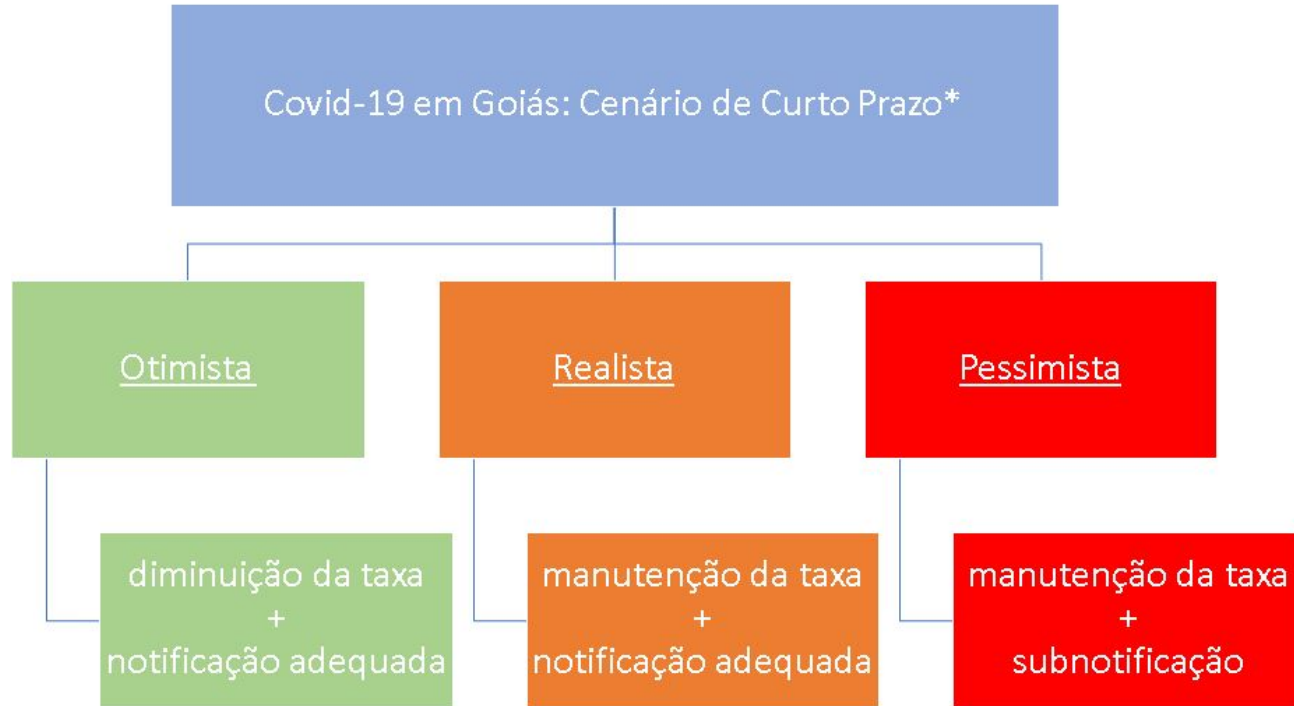 Covid-19 em Goiás: Cenário de Curto Prazo*
Otimista
Realista
Pessimista
diminuição da taxa
+
notificação adequada
manutenção da taxa
+
notificação adequada
manutenção da taxa
+
subnotificação